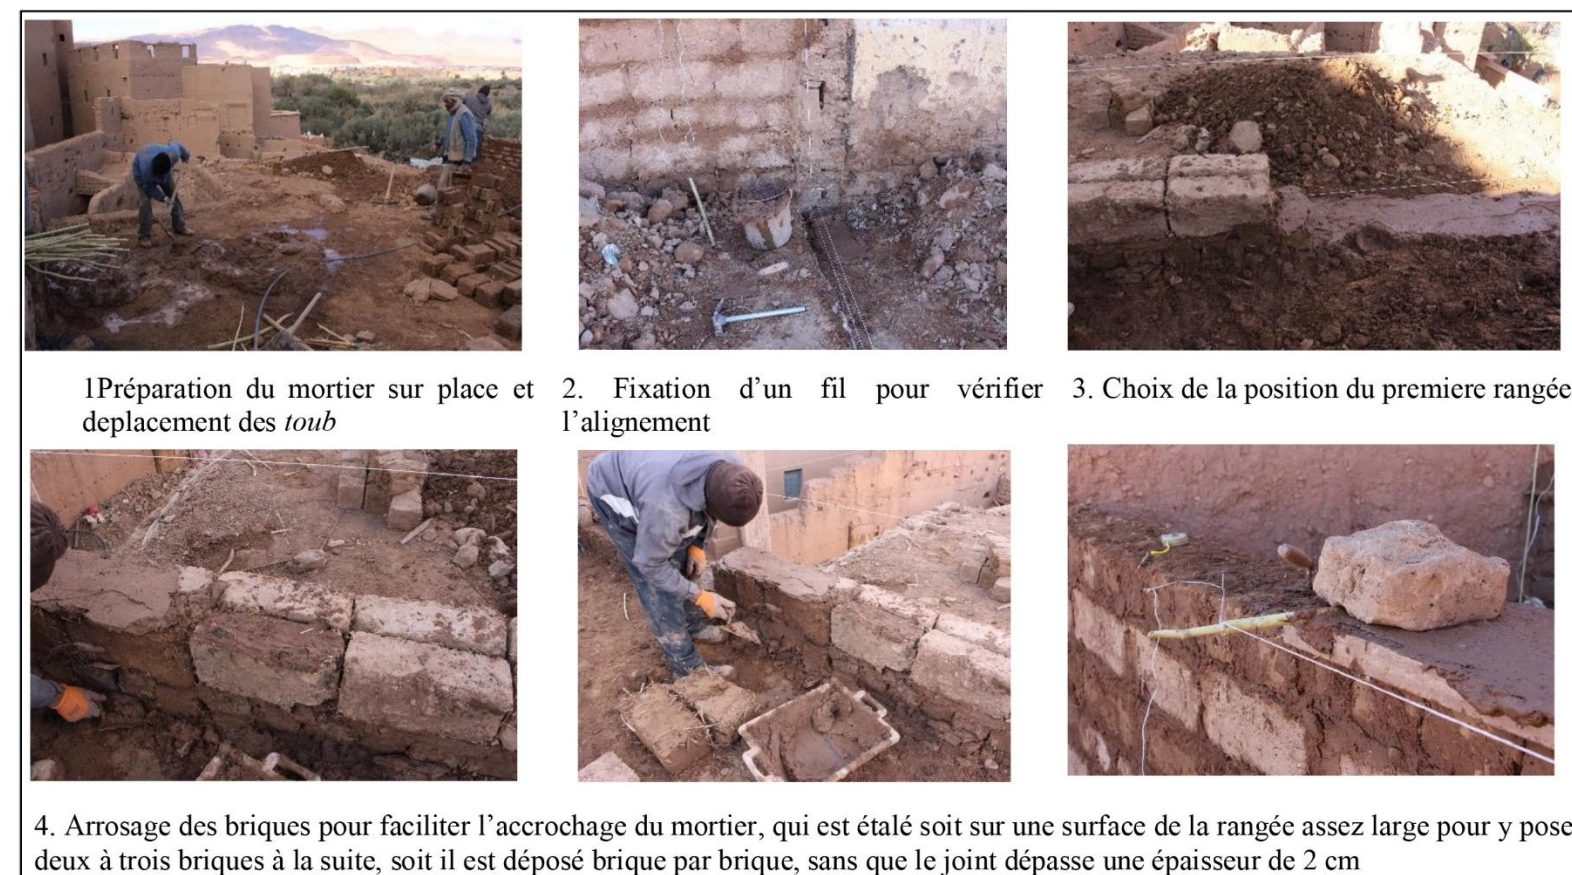 1Préparation du mortier sur place et
deplacement des toub
2. Fixation d’un fil pour vérifier
l’alignement
3. Choix de la position du premiere rangée
4. Arrosage des briques pour faciliter l’accrochage du mortier, qui est étalé soit sur une surface de la rangée assez large pour y pose
deux à trois briques à la suite, soit il est déposé brique par brique, sans que le joint dépasse une épaisseur de 2 cm